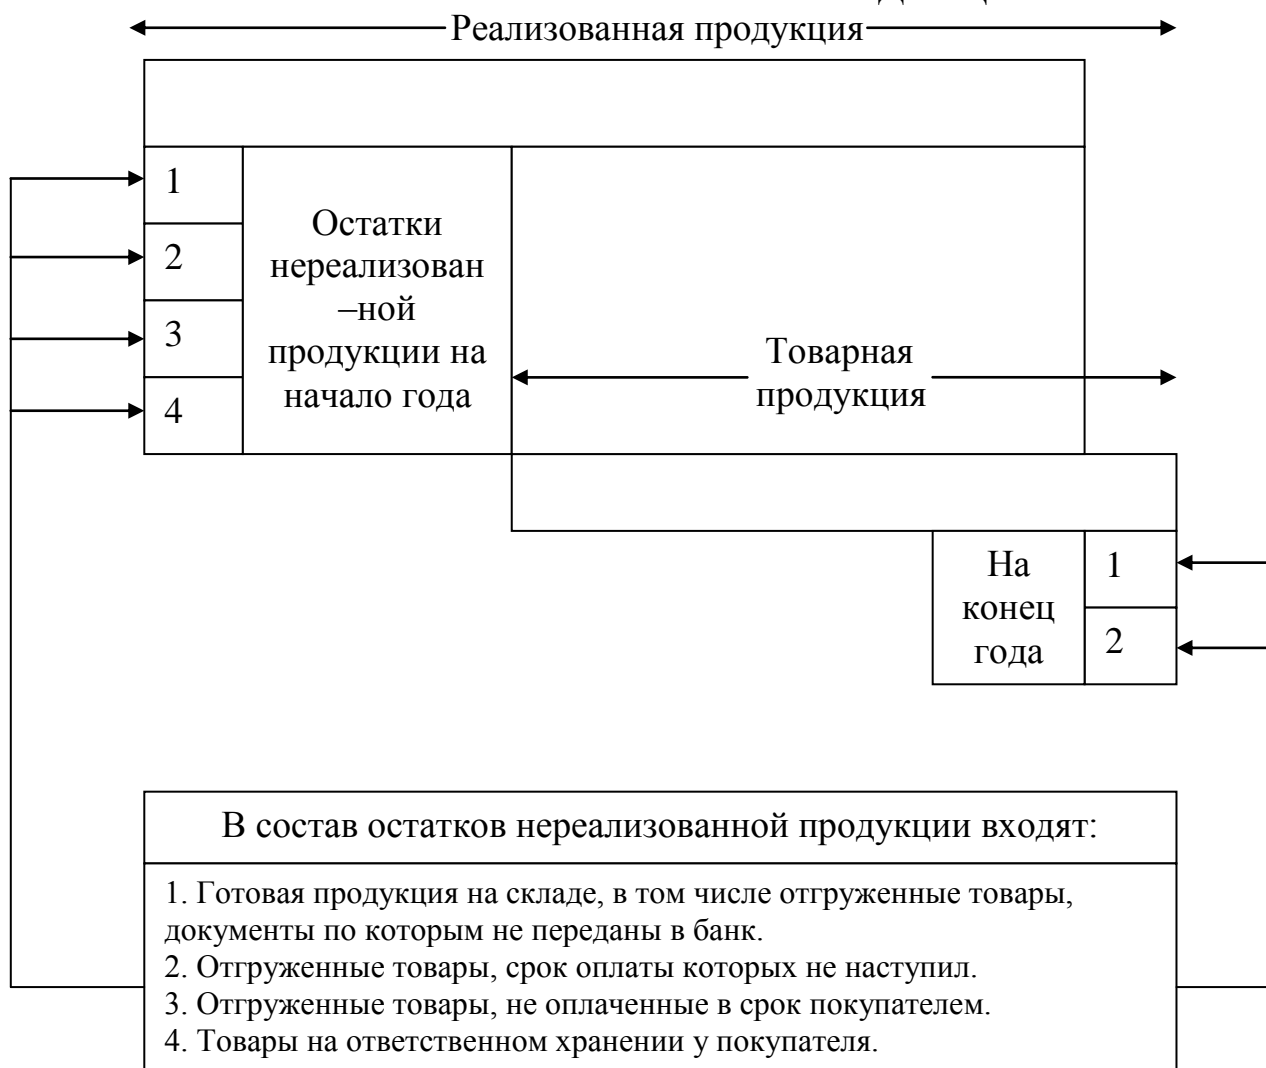 Реализованная продукция
1
2
3
4
Остатки
нереализован
–ной
продукции на
начало года
Товарная
продукция
На
конец
года
1
2
В состав остатков нереализованной продукции входят:
1. Готовая продукция на складе, в том числе отгруженные товары,
документы по которым не переданы в банк.
2. Отгруженные товары, срок оплаты которых не наступил.
3. Отгруженные товары, не оплаченные в срок покупателем.
4. Товары на ответственном хранении у покупателя.